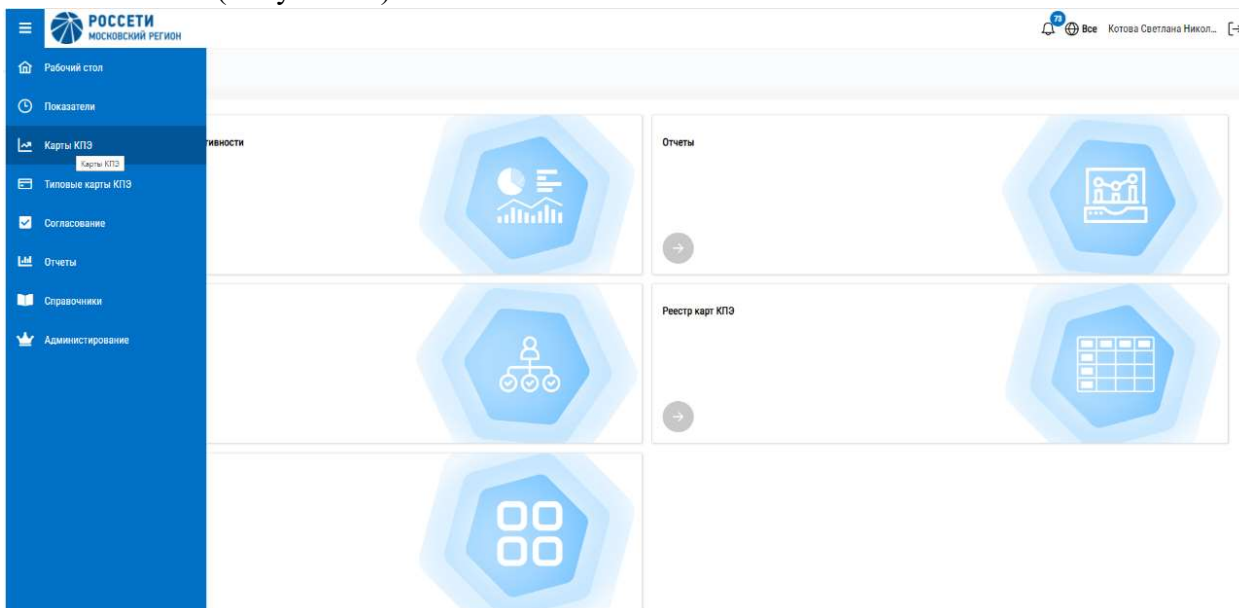 РОССЕТИ
МОСКОВСКИЙ РЕГИОН
73
Все
Котова Светлана Никол...
Рабочий стол
Показатели
Карты КПЭ
Карты КПЭ
Типовые карты КПЭ
Согласование
Отчеты
Справочники
Администрирование
тивности
Отчеты
Реестр карт КПЭ